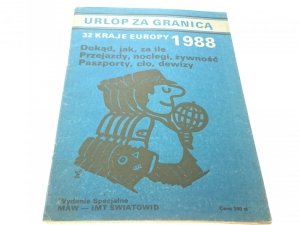 URLOP ZA GRANICĄ
32 KRAJE EUROPY 1988
Dokąd, jak, za ile
Przejazdy, noclegi, żywność
Paszporty, cło, dewizy
Wydanie Specjalne
MAW — IMT ŚWIATOWID